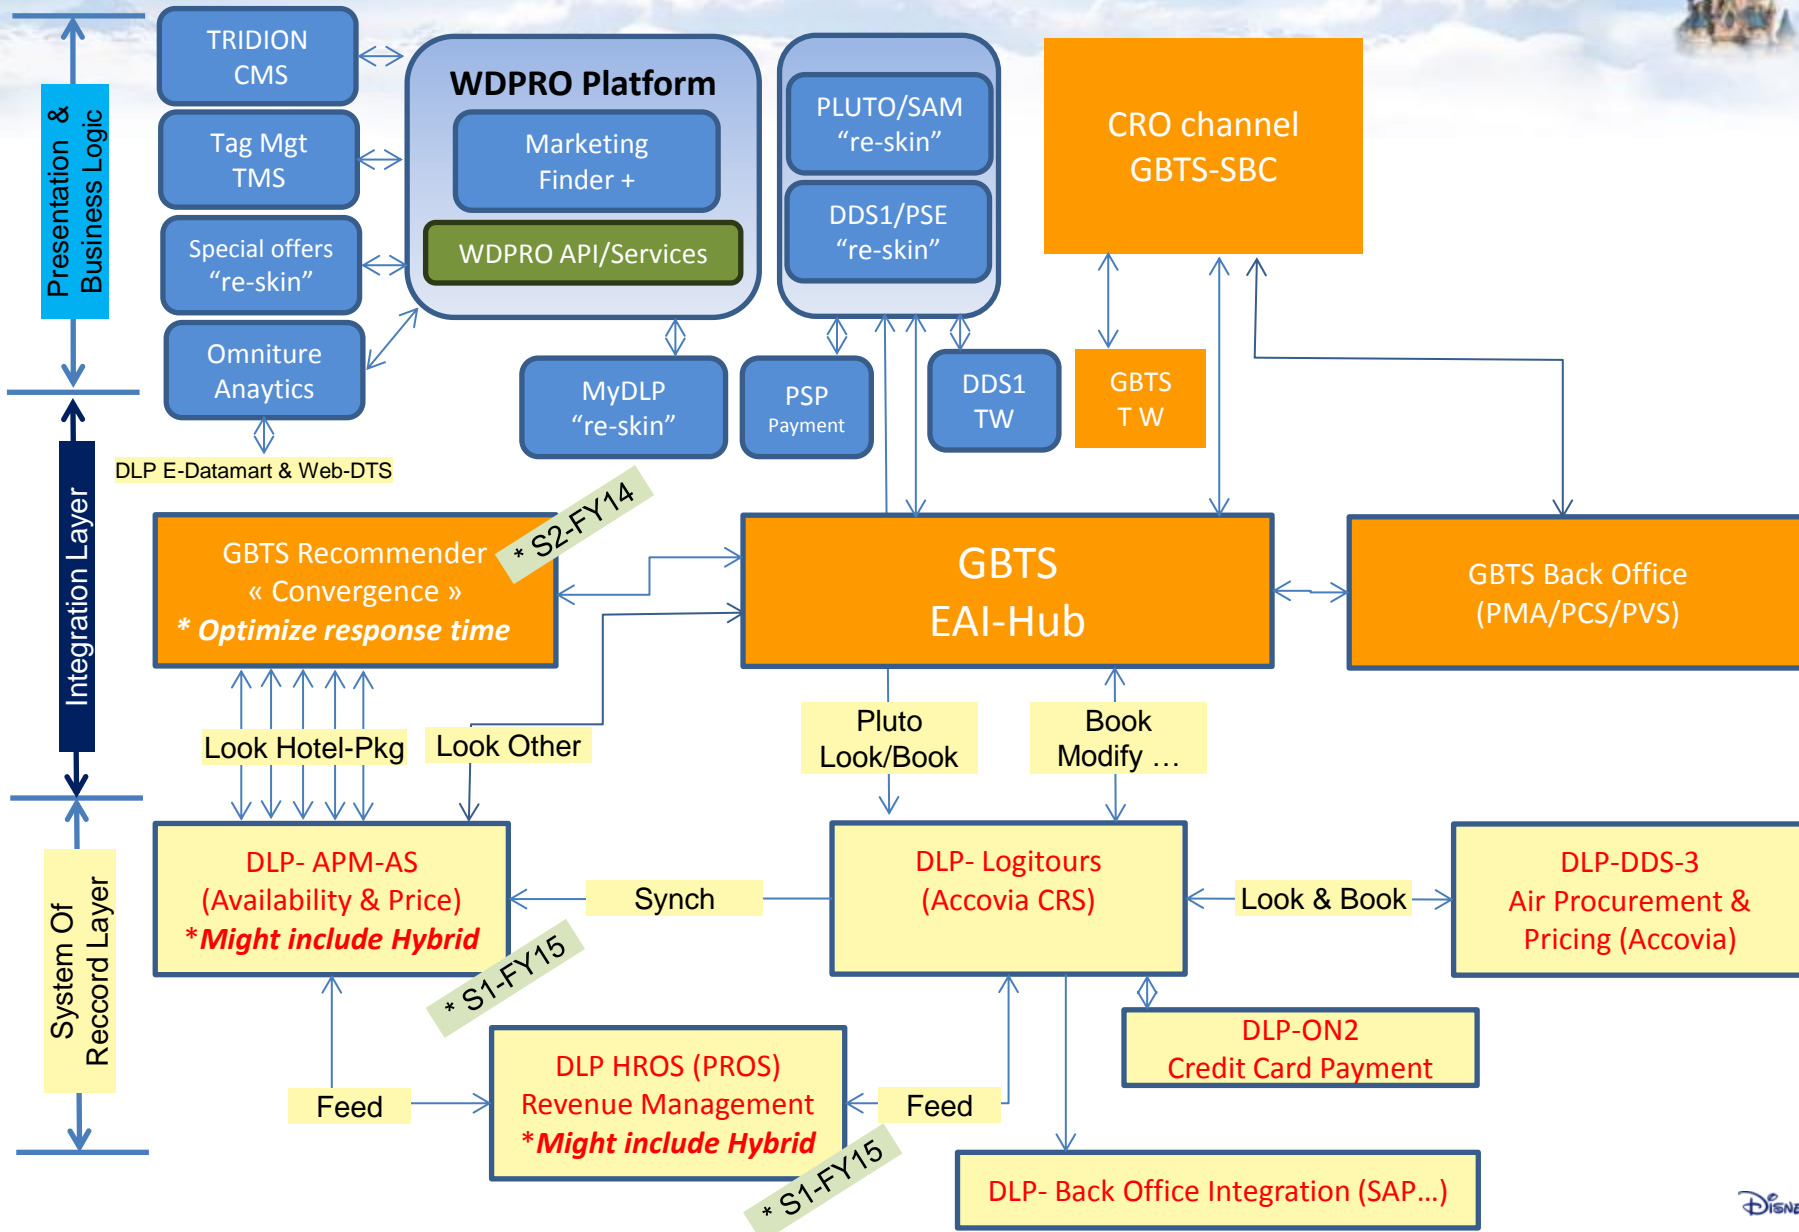 Presentation &
Business Logic
TRIDION
CMS
Tag Mgt
TMS
Special offers
“re-skin”
Omniture
Anaytics
DLP E-Datamart & Web-DTS
WDPRO Platform
Marketing
Finder +
WDPRO API/Services
MyDLP
“re-skin”
PLUTO/SAM
“re-skin”
DDS1/PSE
“re-skin”
PSP
Payment
DDS1
TW
CRO channel
GBTS-SBC
GBTS
T W
Integration Layer
GBTS Recommender
« Convergence »
* Optimize response time
* S2-FY14
GBTS
EAI-Hub
GBTS Back Office
(PMA/PCS/PVS)
Look Hotel-Pkg
Look Other
Pluto
Look/Book
Book
Modify …
System Of
Record Layer
DLP- APM-AS
(Availability & Price)
*Might include Hybrid
* S1-FY15
Synch
DLP- Logitours
(Accovia CRS)
Look & Book
DLP-DDS-3
Air Procurement &
Pricing (Accovia)
DLP-ON2
Credit Card Payment
Feed
DLP HROS (PROS)
Revenue Management
*Might include Hybrid
* S1-FY15
Feed
DLP- Back Office Integration (SAP…)